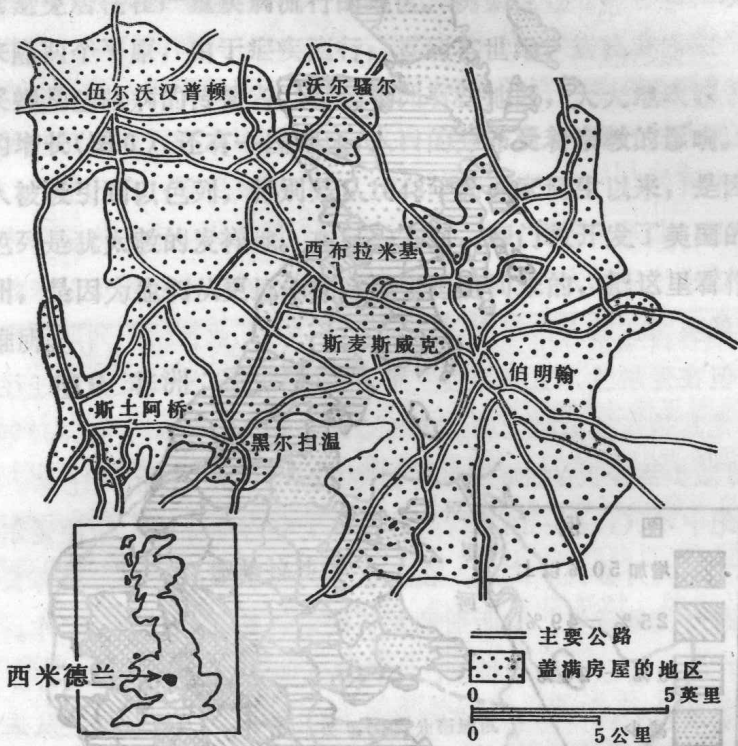 伍尔沃汉普顿
沃尔骚尔
西布拉米基
斯麦斯威克
伯明翰
斯土阿桥
黑尔扫温
西米德兰
主要公路
盖满房屋的地区
0 5英里
0 5公里